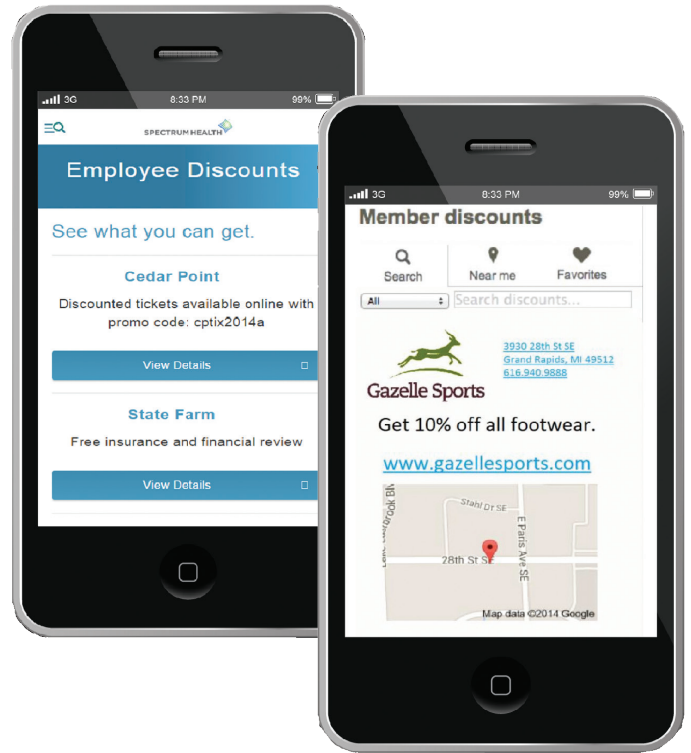 3G 8:33 PM 99%
SPECTRUM HEALTH
Employee Discounts
See what you can get.
Cedar Point
Discounted tickets available online with
promo code: cptix2014a
View Details
State Farm
Free insurance and financial review
View Details
3G 8:33 PM 99%
Member discounts
Search Near me Favorites
All Search discounts...
Gazelle Sports
3930 28th St SE
Grand Rapids, MI 49512
616.940.9888
Get 10% off all footwear.
www.gazellesports.com
Stahl Dr SE
E Paris Ave SE
28th St SE
Map data ©2014 Google